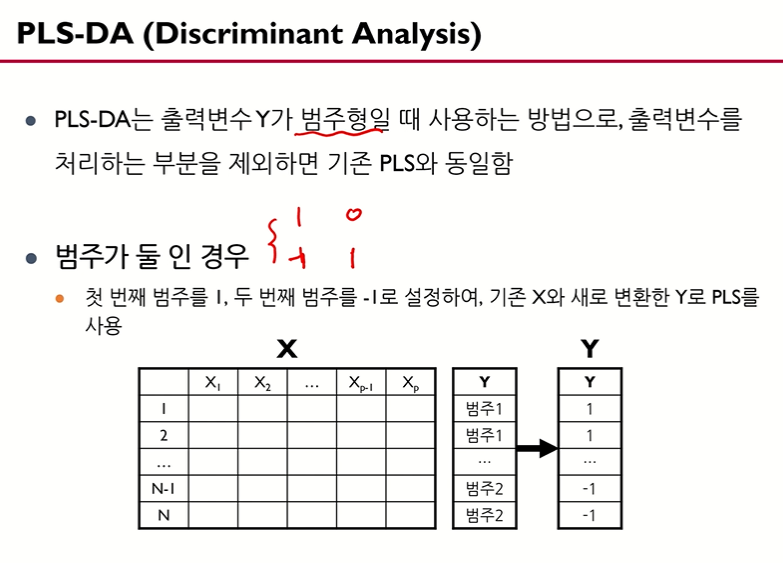 PLS-DA (Discriminant Analysis)
PLS-DA는 출력변수 Y가 범주형일 때 사용하는 방법으로, 출력변수를
처리하는 부분을 제외하면 기존 PLS와 동일함
1 0
범주가 둘 인 경우
-1 1
첫 번째 범주를 1, 두 번째 범주를 -1로 설정하여, 기존 X와 새로 변환한 Y로 PLS를
사용
X Y
X1 X2 ... Xp-1 Xp Y Y
1 범주1 1
2 범주1 1
... ... ...
N-1 범주2 -1
N 범주2 -1